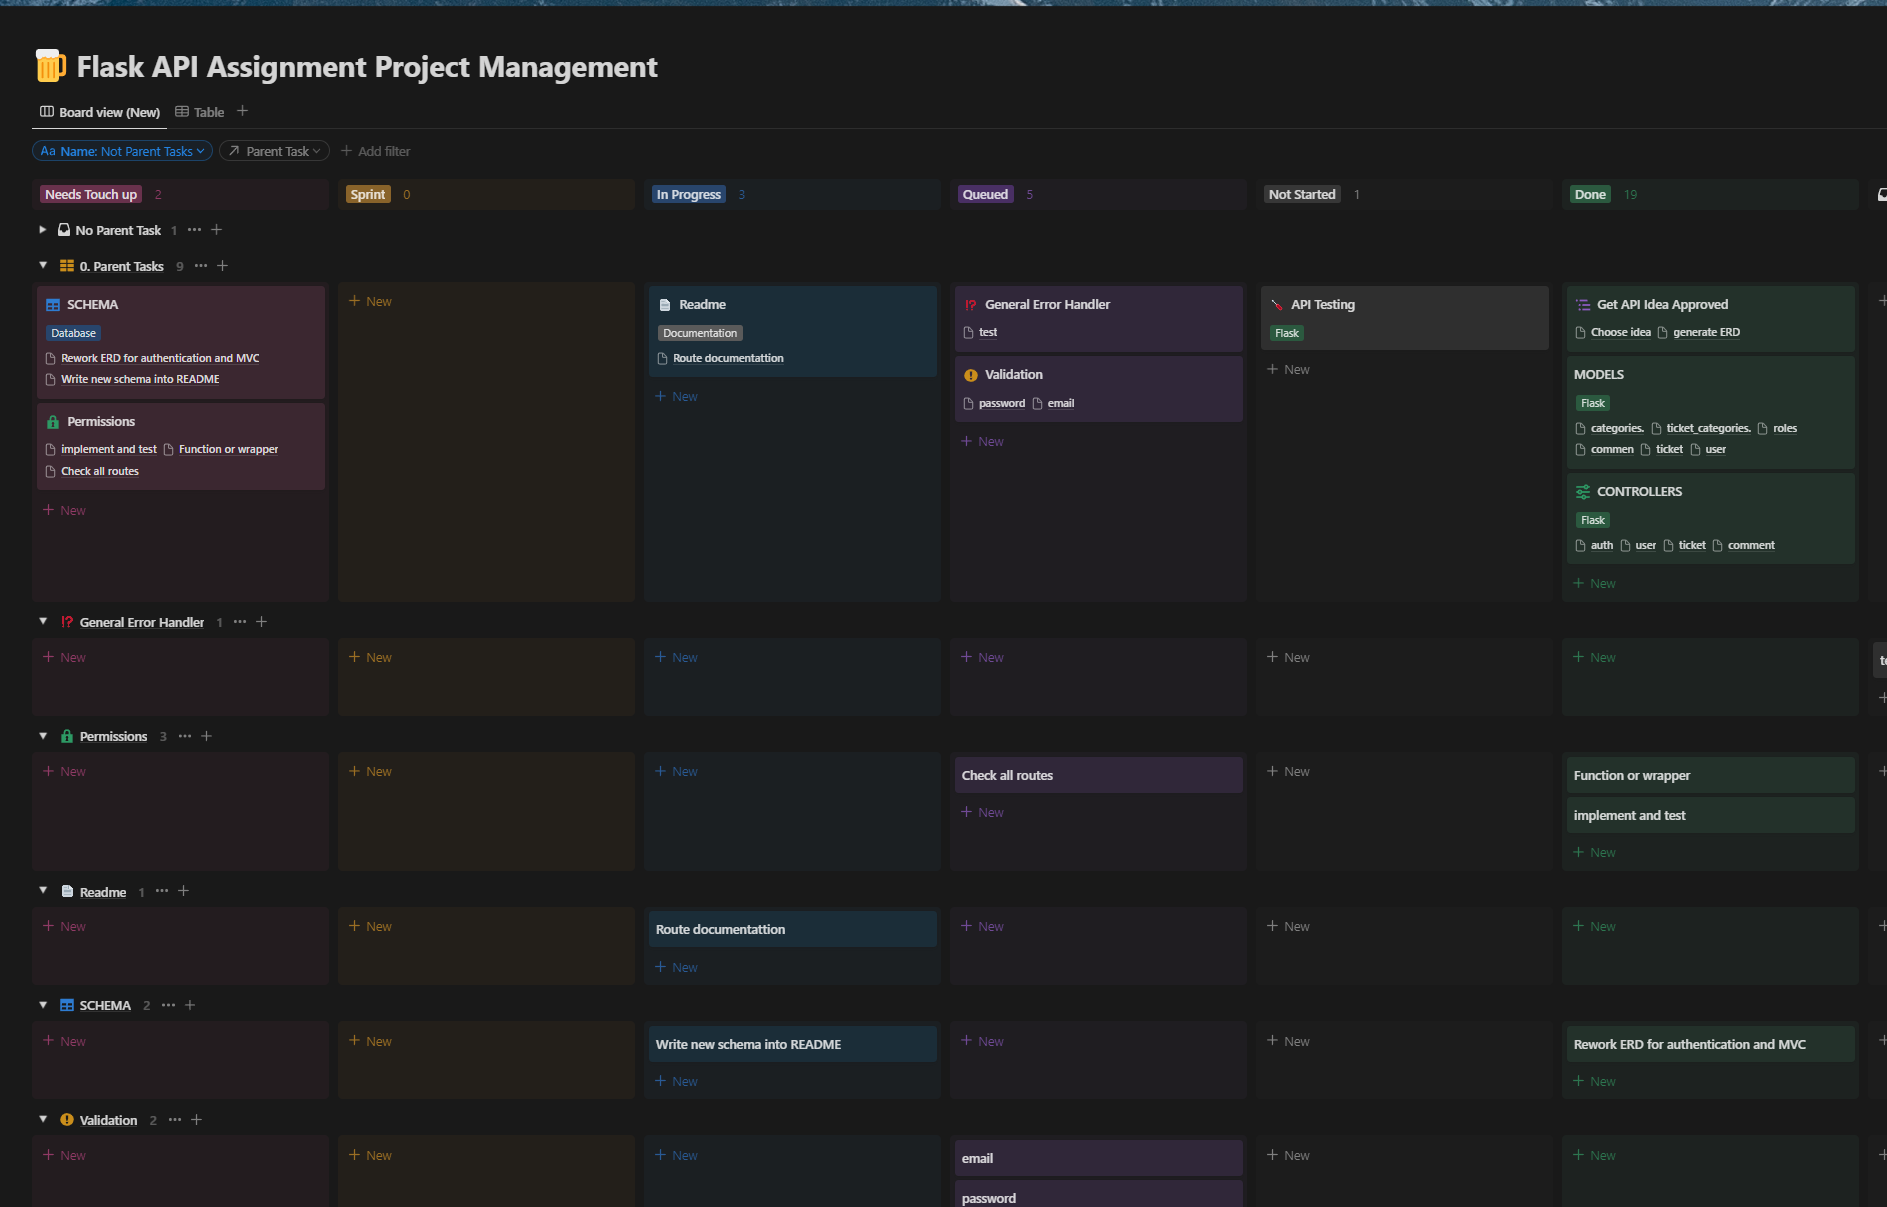 Flask API Assignment Project Management
Board view (New) Table
Aa Name: Not Parent Tasks Parent Task Add filter
Needs Touch up 2 Sprint 0 In Progress 3 Queued 5 Not Started 1 Done 19
No Parent Task 1
0. Parent Tasks 9
SCHEMA
Database
Rework ERD for authentication and MVC
Write new schema into README
Permissions
implement and test Function or wrapper
Check all routes
New
New
Readme
Documentation
Route documentattion
New
General Error Handler
test
Validation
password email
New
API Testing
Flask
New
Get API Idea Approved
Choose idea generate ERD
MODELS
Flask
categories. ticket_categories. roles
commen ticket user
CONTROLLERS
Flask
auth user ticket comment
New
General Error Handler 1
New New New New New New
Permissions 3
New New New Check all routes New Function or wrapper
implement and test
New New
Readme 1
New New Route documentattion New New New
New
SCHEMA 2
New New Write new schema into README New New Rework ERD for authentication and MVC
New New
Validation 2
New New New email New New
password